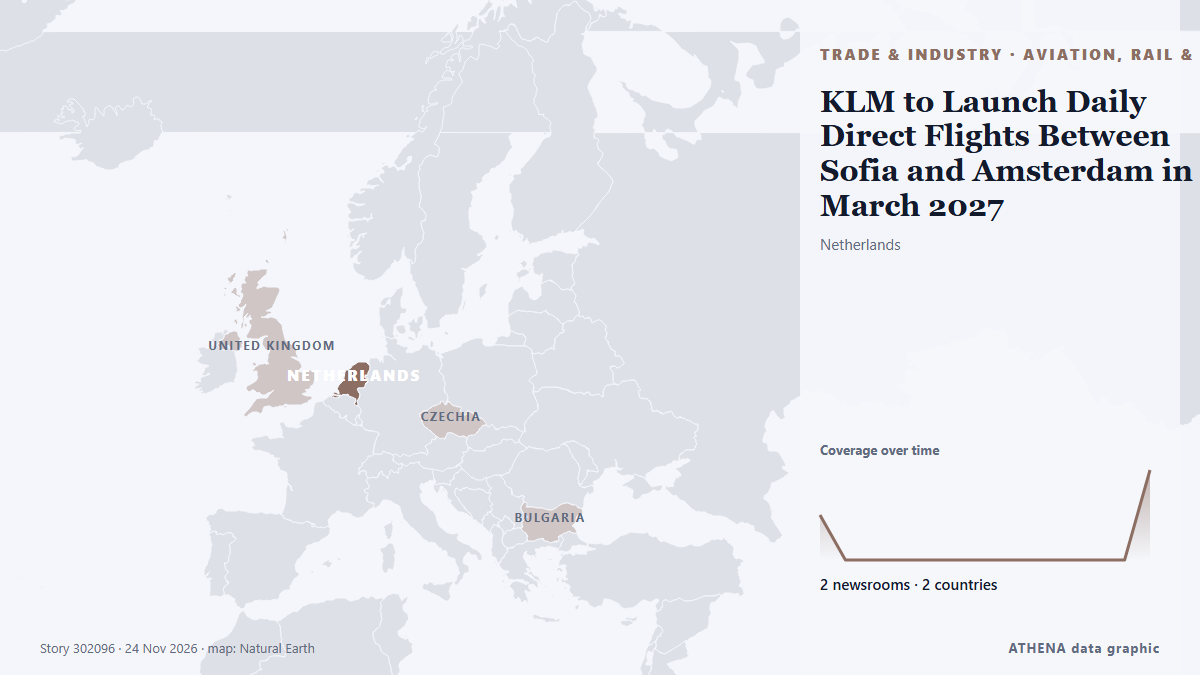 TRADE & INDUSTRY · AVIATION, RAIL &
KLM to Launch Daily
Direct Flights Between
Sofia and Amsterdam in
March 2027
Netherlands
UNITED KINGDOM
NETHERLANDS
CZECHIA
BULGARIA
Coverage over time
2 newsrooms · 2 countries
Story 302096 · 24 Nov 2026 · map: Natural Earth
ATHENA data graphic